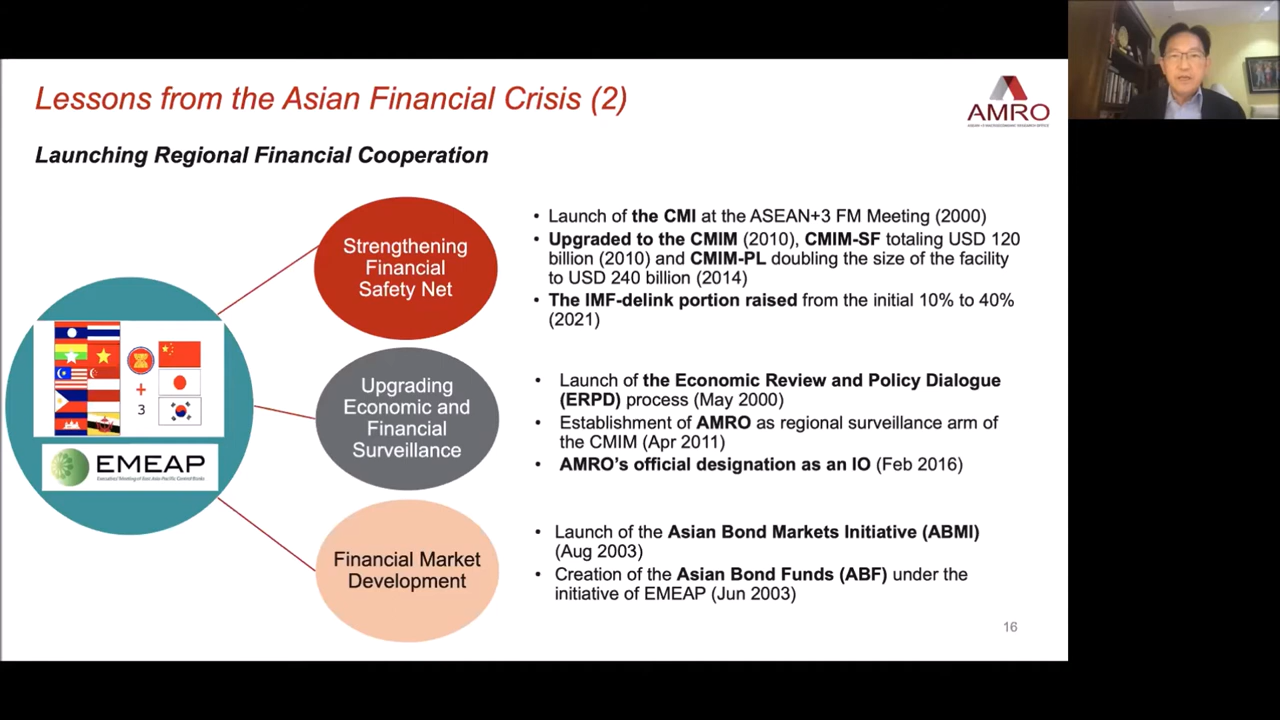 Lessons from the Asian Financial Crisis (2)
AMRO
ASEAN+3 MACROECONOMIC RESEARCH OFFICE
Launching Regional Financial Cooperation
Strengthening
Financial
Safety Net
• Launch of the CMI at the ASEAN+3 FM Meeting (2000)
• Upgraded to the CMIM (2010), CMIM-SF totaling USD 120
billion (2010) and CMIM-PL doubling the size of the facility
to USD 240 billion (2014)
• The IMF-delink portion raised from the initial 10% to 40%
(2021)
+
3
EMEAP
Executives' Meeting of East Asia-Pacific Central Banks
Upgrading
Economic and
Financial
Surveillance
• Launch of the Economic Review and Policy Dialogue
(ERPD) process (May 2000)
• Establishment of AMRO as regional surveillance arm of
the CMIM (Apr 2011)
• AMRO's official designation as an IO (Feb 2016)
Financial Market
Development
• Launch of the Asian Bond Markets Initiative (ABMI)
(Aug 2003)
• Creation of the Asian Bond Funds (ABF) under the
initiative of EMEAP (Jun 2003)
16